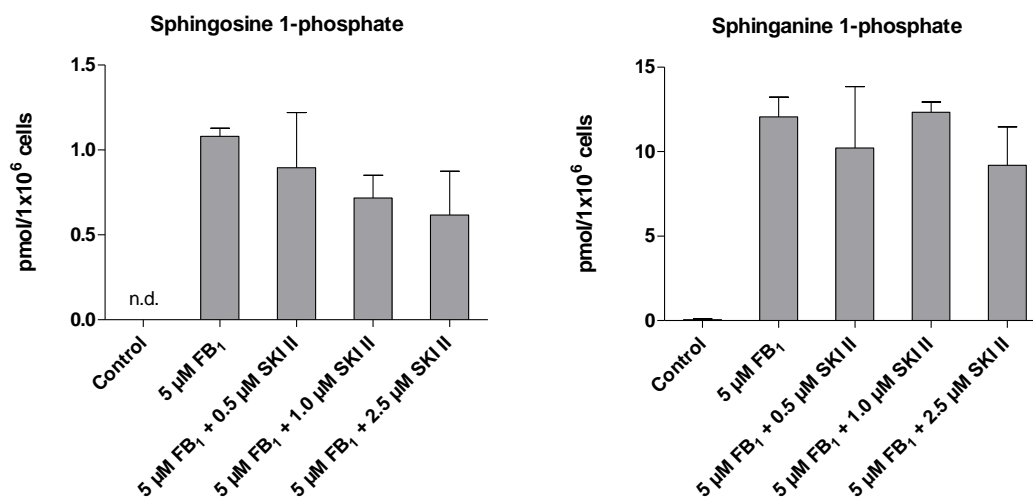 Sphingosine 1-phosphate
pmol/1x10⁶ cells
1.5
1.0
0.5
0.0
n.d.
Control
5 µM FB₁
5 µM FB₁ + 0.5 µM SKI II
5 µM FB₁ + 1.0 µM SKI II
5 µM FB₁ + 2.5 µM SKI II
Sphinganine 1-phosphate
pmol/1x10⁶ cells
15
10
5
0
Control
5 µM FB₁
5 µM FB₁ + 0.5 µM SKI II
5 µM FB₁ + 1.0 µM SKI II
5 µM FB₁ + 2.5 µM SKI II